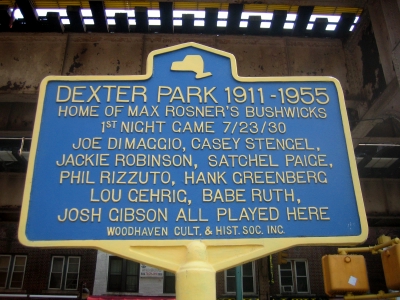 DEXTER PARK 1911-1955
HOME OF MAX ROSNER'S BUSHWICKS
1ST NIGHT GAME 7/23/30
JOE DIMAGGIO, CASEY STENGEL,
JACKIE ROBINSON, SATCHEL PAIGE,
PHIL RIZZUTO, HANK GREENBERG
LOU GEHRIG, BABE RUTH,
JOSH GIBSON ALL PLAYED HERE
WOODHAVEN CULT. & HIST. SOC. INC.